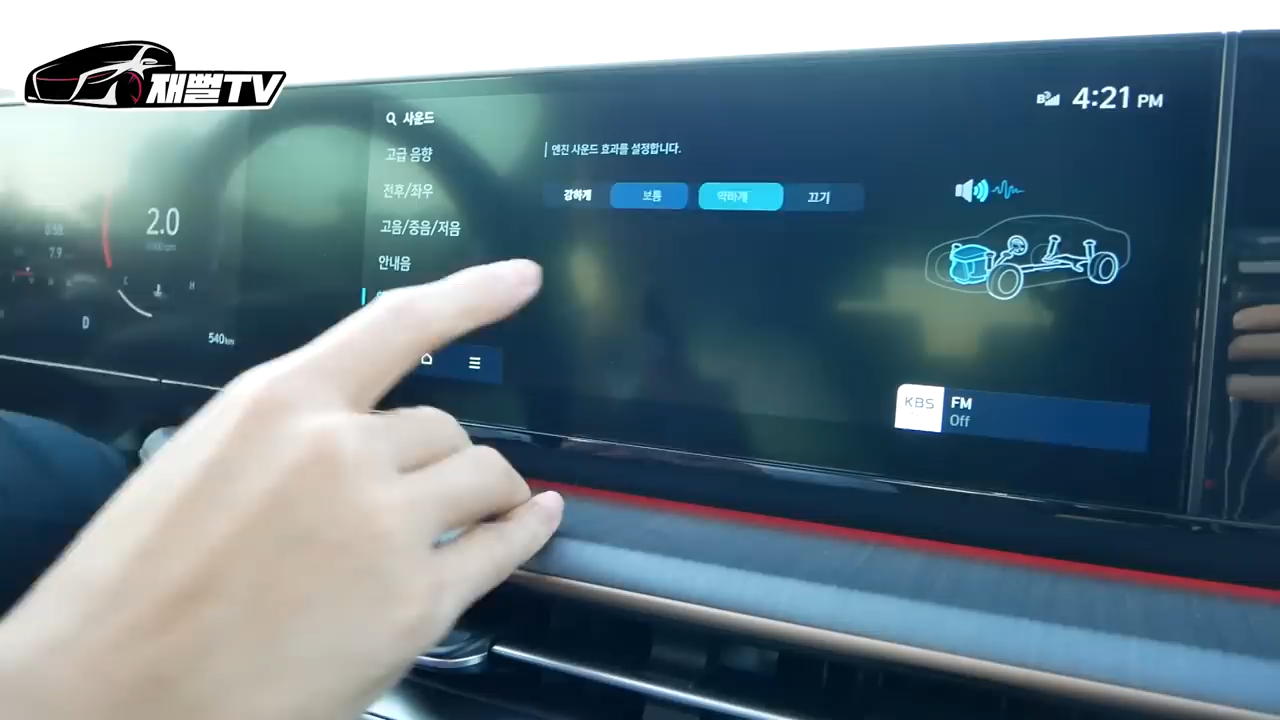 재뻘TV
4:21 PM
사운드
고급 음향
전후/좌우
고음/중음/저음
안내음
엔진 사운드 효과를 설정합니다.
강하게
보통
약하게
끄기
2.0
7.9
C
H
D
540km
KBS
FM
Off